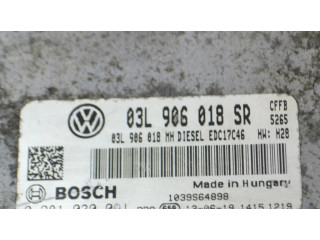 03L 906 018 SR CFFB
5265
03L 906 018 MH DIESEL EDC17C46 HW: H28
BOSCH
Made in Hungary
1039S64898